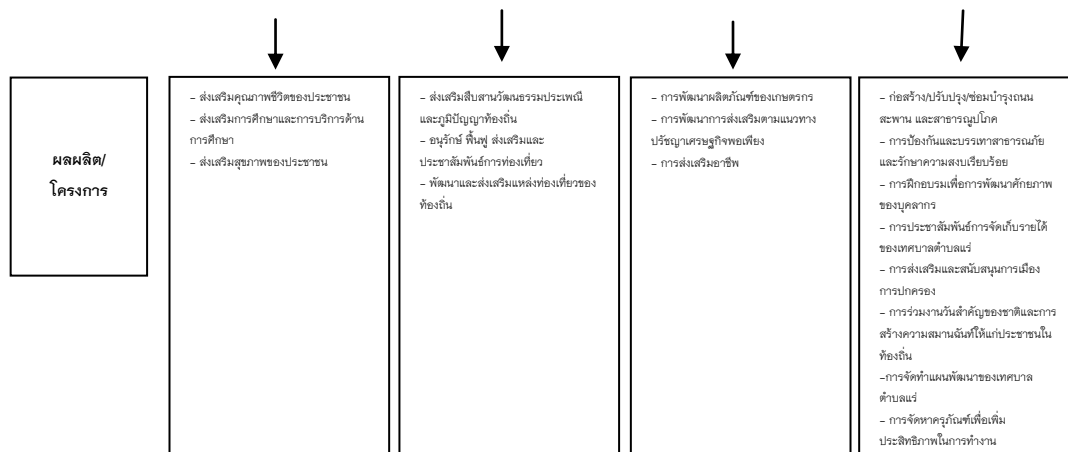 ผลผลิต/
โครงการ
– ส่งเสริมคุณภาพชีวิตของประชาชน
– ส่งเสริมการศึกษาและการบริการด้าน
การศึกษา
– ส่งเสริมสุขภาพของประชาชน
– ส่งเสริมสืบสานวัฒนธรรมประเพณี
และภูมิปัญญาท้องถิ่น
– อนุรักษ์ ฟื้นฟู ส่งเสริมและ
ประชาสัมพันธ์การท่องเที่ยว
– พัฒนาและส่งเสริมแหล่งท่องเที่ยวของ
ท้องถิ่น
– การพัฒนาผลิตภัณฑ์ของเกษตรกร
– การพัฒนาการส่งเสริมตามแนวทาง
ปรัชญาเศรษฐกิจพอเพียง
– การส่งเสริมอาชีพ
– ก่อสร้าง/ปรับปรุง/ซ่อมบำรุงถนน
สะพาน และสาธารณูปโภค
– การป้องกันและบรรเทาสาธารณภัย
และรักษาความสงบเรียบร้อย
– การฝึกอบรมเพื่อการพัฒนาศักยภาพ
ของบุคลากร
– การประชาสัมพันธ์การจัดเก็บรายได้
ของเทศบาลตำบลแร่
– การส่งเสริมและสนับสนุนการเมือง
การปกครอง
– การร่วมงานวันสำคัญของชาติและการ
สร้างความสมานฉันท์ให้แก่ประชาชนใน
ท้องถิ่น
–การจัดทำแผนพัฒนาของเทศบาล
ตำบลแร่
– การจัดหาครุภัณฑ์เพื่อเพิ่ม
ประสิทธิภาพในการทำงาน